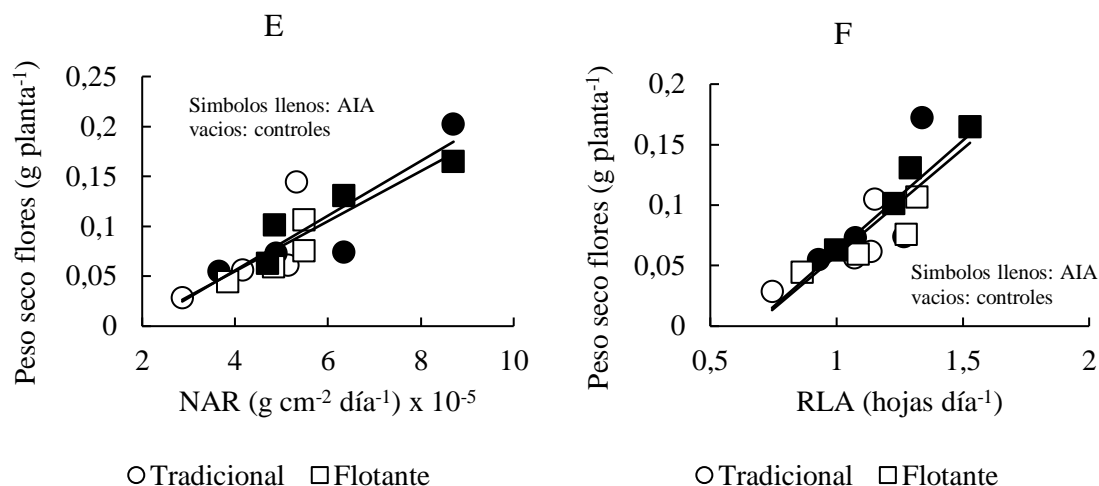 E
Peso seco flores (g planta-1)
0,25
0,2
0,15
0,1
0,05
0
Simbolos llenos: AIA
vacios: controles
2 4 6 8 10
NAR (g cm-2 día-1) x 10-5
F
Peso seco flores (g planta-1)
0,2
0,15
0,1
0,05
0
Simbolos llenos: AIA
vacios: controles
0,5 1 1,5 2
RLA (hojas día-1)
Tradicional Flotante
Tradicional Flotante